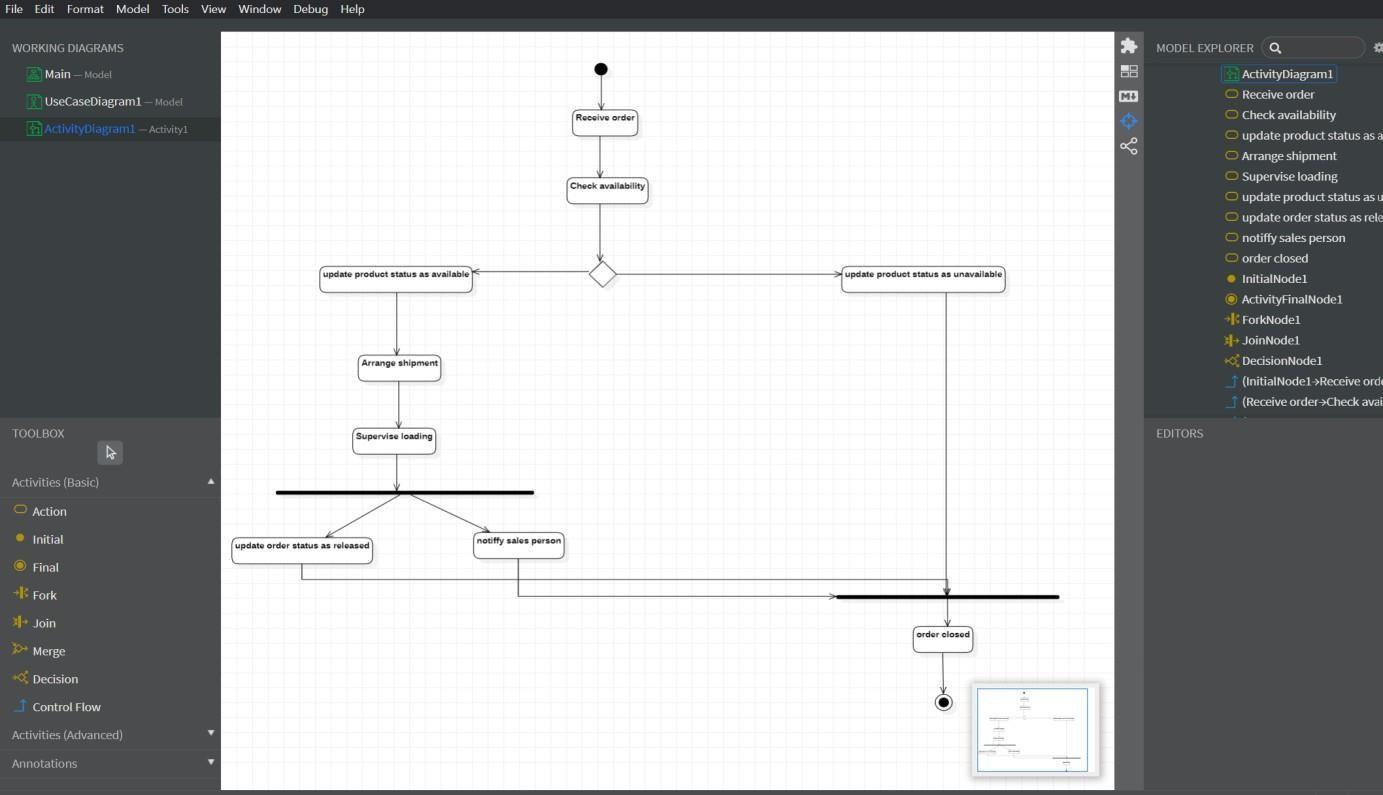 File Edit Format Model Tools View Window Debug Help
WORKING DIAGRAMS
Main — Model
UseCaseDiagram1 — Model
ActivityDiagram1 — Activity1
TOOLBOX
Activities (Basic)
Action
Initial
Final
Fork
Join
Merge
Decision
Control Flow
Activities (Advanced)
Annotations
Receive order
Check availability
update product status as available
update product status as unavailable
Arrange shipment
Supervise loading
update order status as released
notiffy sales person
order closed
MODEL EXPLORER
ActivityDiagram1
Receive order
Check availability
update product status as a
Arrange shipment
Supervise loading
update product status as u
update order status as rele
notiffy sales person
order closed
InitialNode1
ActivityFinalNode1
ForkNode1
JoinNode1
DecisionNode1
(InitialNode1→Receive orde
(Receive order→Check avai
EDITORS